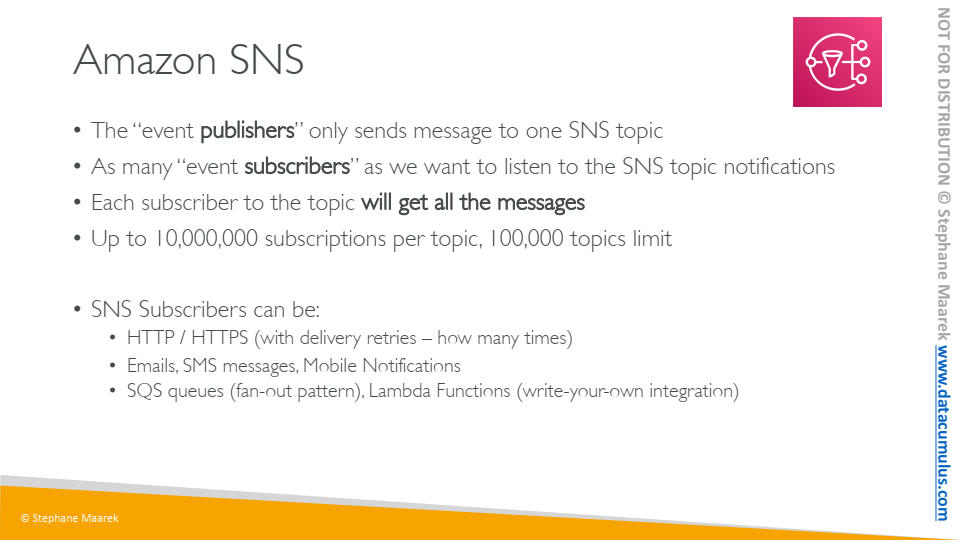 Amazon SNS
• The “event publishers” only sends message to one SNS topic
• As many “event subscribers” as we want to listen to the SNS topic notifications
• Each subscriber to the topic will get all the messages
• Up to 10,000,000 subscriptions per topic, 100,000 topics limit
• SNS Subscribers can be:
• HTTP / HTTPS (with delivery retries – how many times)
• Emails, SMS messages, Mobile Notifications
• SQS queues (fan-out pattern), Lambda Functions (write-your-own integration)
© Stephane Maarek
NOT FOR DISTRIBUTION © Stephane Maarek www.datacumulus.com